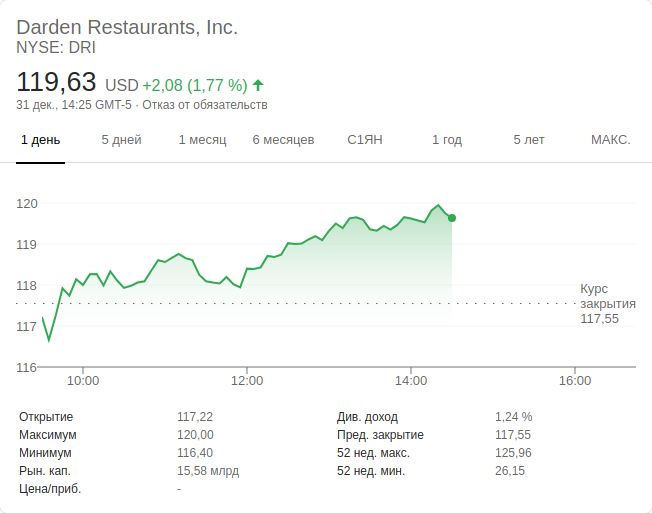 Darden Restaurants, Inc.
NYSE: DRI
119,63 USD +2,08 (1,77 %)
31 дек., 14:25 GMT-5 · Отказ от обязательств
1 день 5 дней 1 месяц 6 месяцев С1ЯН 1 год 5 лет МАКС.
120
119
118
117
116
Курс
закрытия
117,55
10:00 12:00 14:00 16:00
Открытие 117,22 Див. доход 1,24 %
Максимум 120,00 Пред. закрытие 117,55
Минимум 116,40 52 нед. макс. 125,96
Рын. кап. 15,58 млрд 52 нед. мин. 26,15
Цена/приб. -